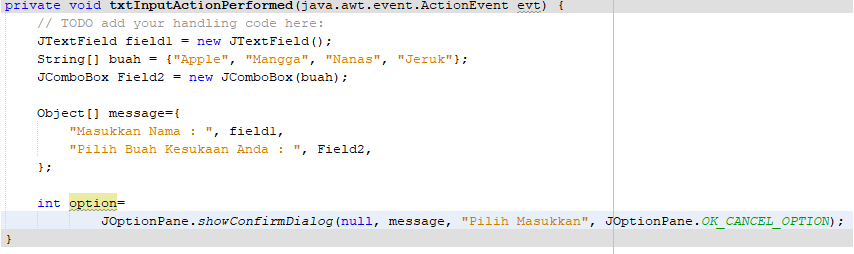 private void txtInputActionPerformed(java.awt.event.ActionEvent evt) {
// TODO add your handling code here:
JTextField field1 = new JTextField();
String[] buah = {"Apple", "Mangga", "Nanas", "Jeruk"};
JComboBox Field2 = new JComboBox(buah);
Object[] message={
"Masukkan Nama : ", field1,
"Pilih Buah Kesukaan Anda : ", Field2,
};
int option=
JOptionPane.showConfirmDialog(null, message, "Pilih Masukkan", JOptionPane.OK_CANCEL_OPTION);
}